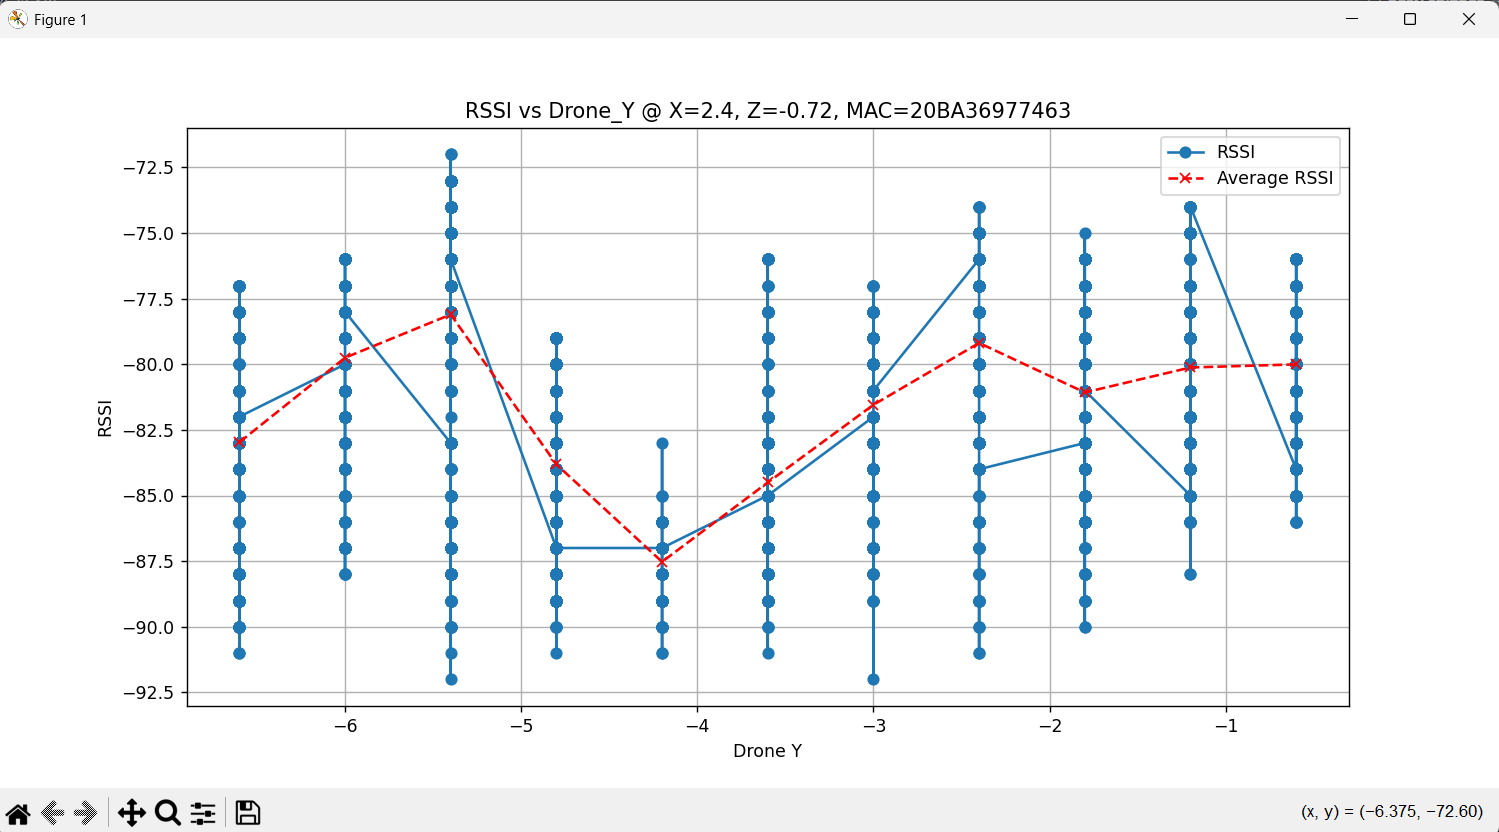 Figure 1
RSSI vs Drone_Y @ X=2.4, Z=-0.72, MAC=20BA36977463
RSSI
Average RSSI
−72.5
−75.0
−77.5
−80.0
−82.5
−85.0
−87.5
−90.0
−92.5
RSSI
−6 −5 −4 −3 −2 −1
Drone Y
(x, y) = (−6.375, −72.60)